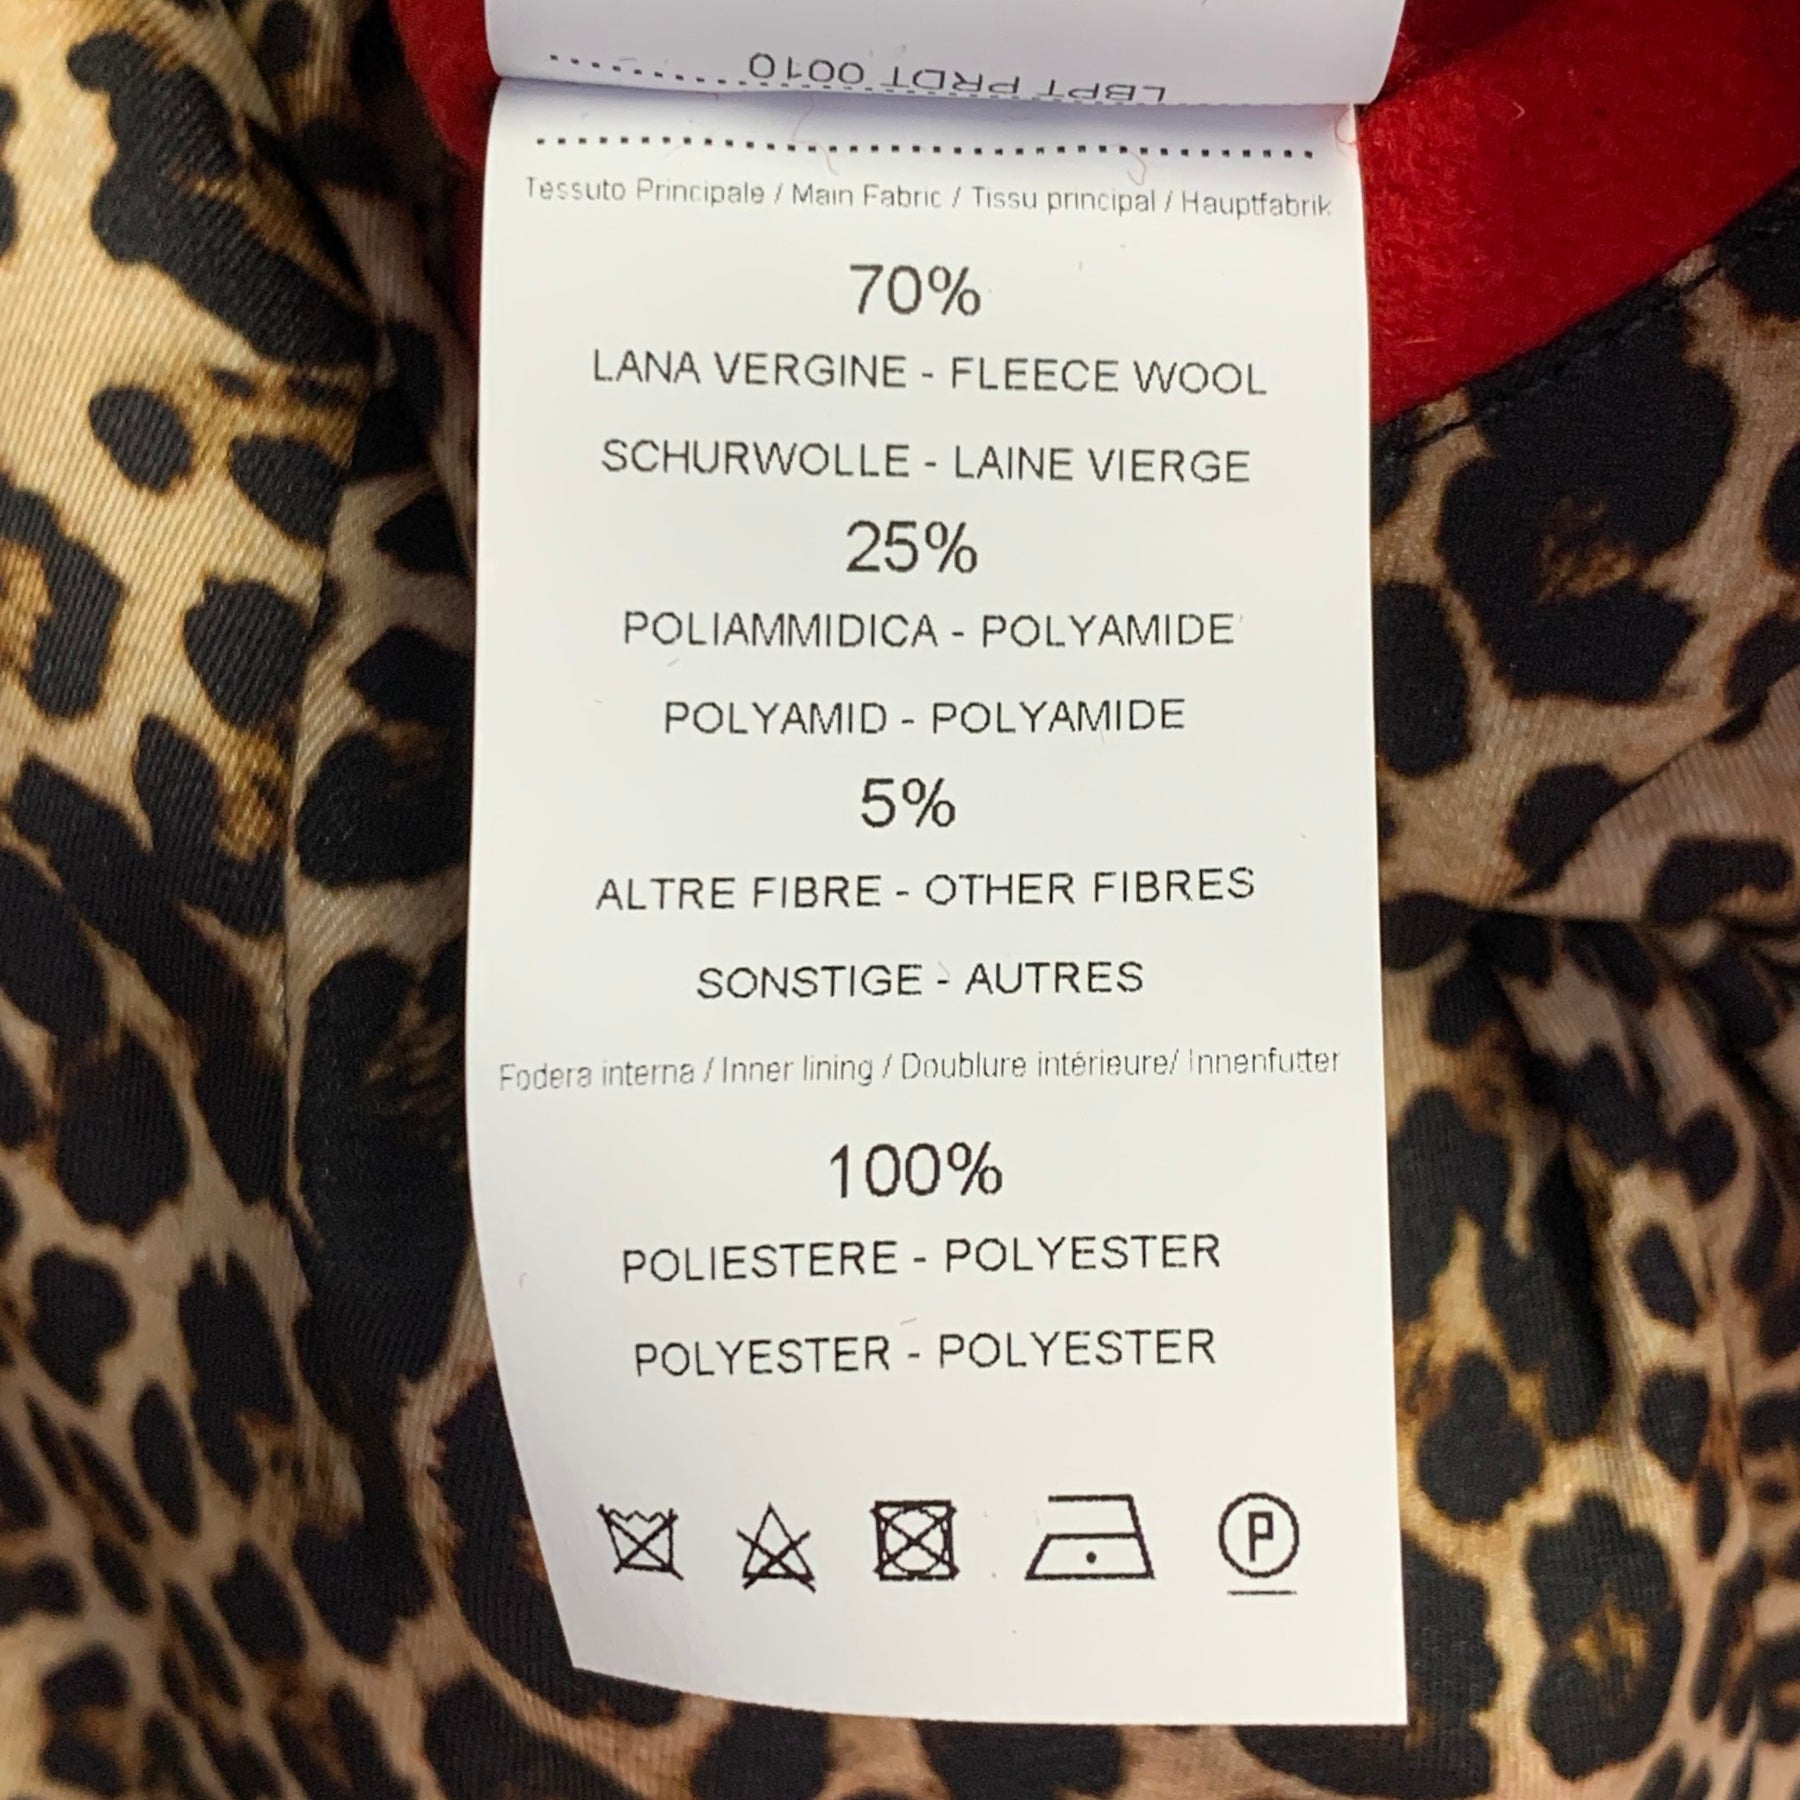 LBPT PRDT 0010
Tessuto Principale / Main Fabric / Tissu principal / Hauptfabrik
70%
LANA VERGINE - FLEECE WOOL
SCHURWOLLE - LAINE VIERGE
25%
POLIAMMIDICA - POLYAMIDE
POLYAMID - POLYAMIDE
5%
ALTRE FIBRE - OTHER FIBRES
SONSTIGE - AUTRES
Fodera interna / Inner lining / Doublure intérieure/ Innenfutter
100%
POLIESTERE - POLYESTER
POLYESTER - POLYESTER
P